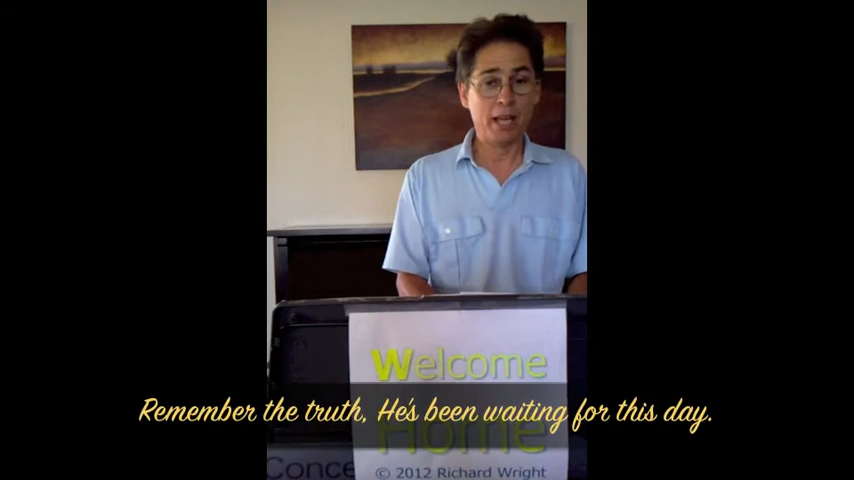 Welcome
Remember the truth, He's been waiting for this day.
Home
Conce
© 2012 Richard Wright